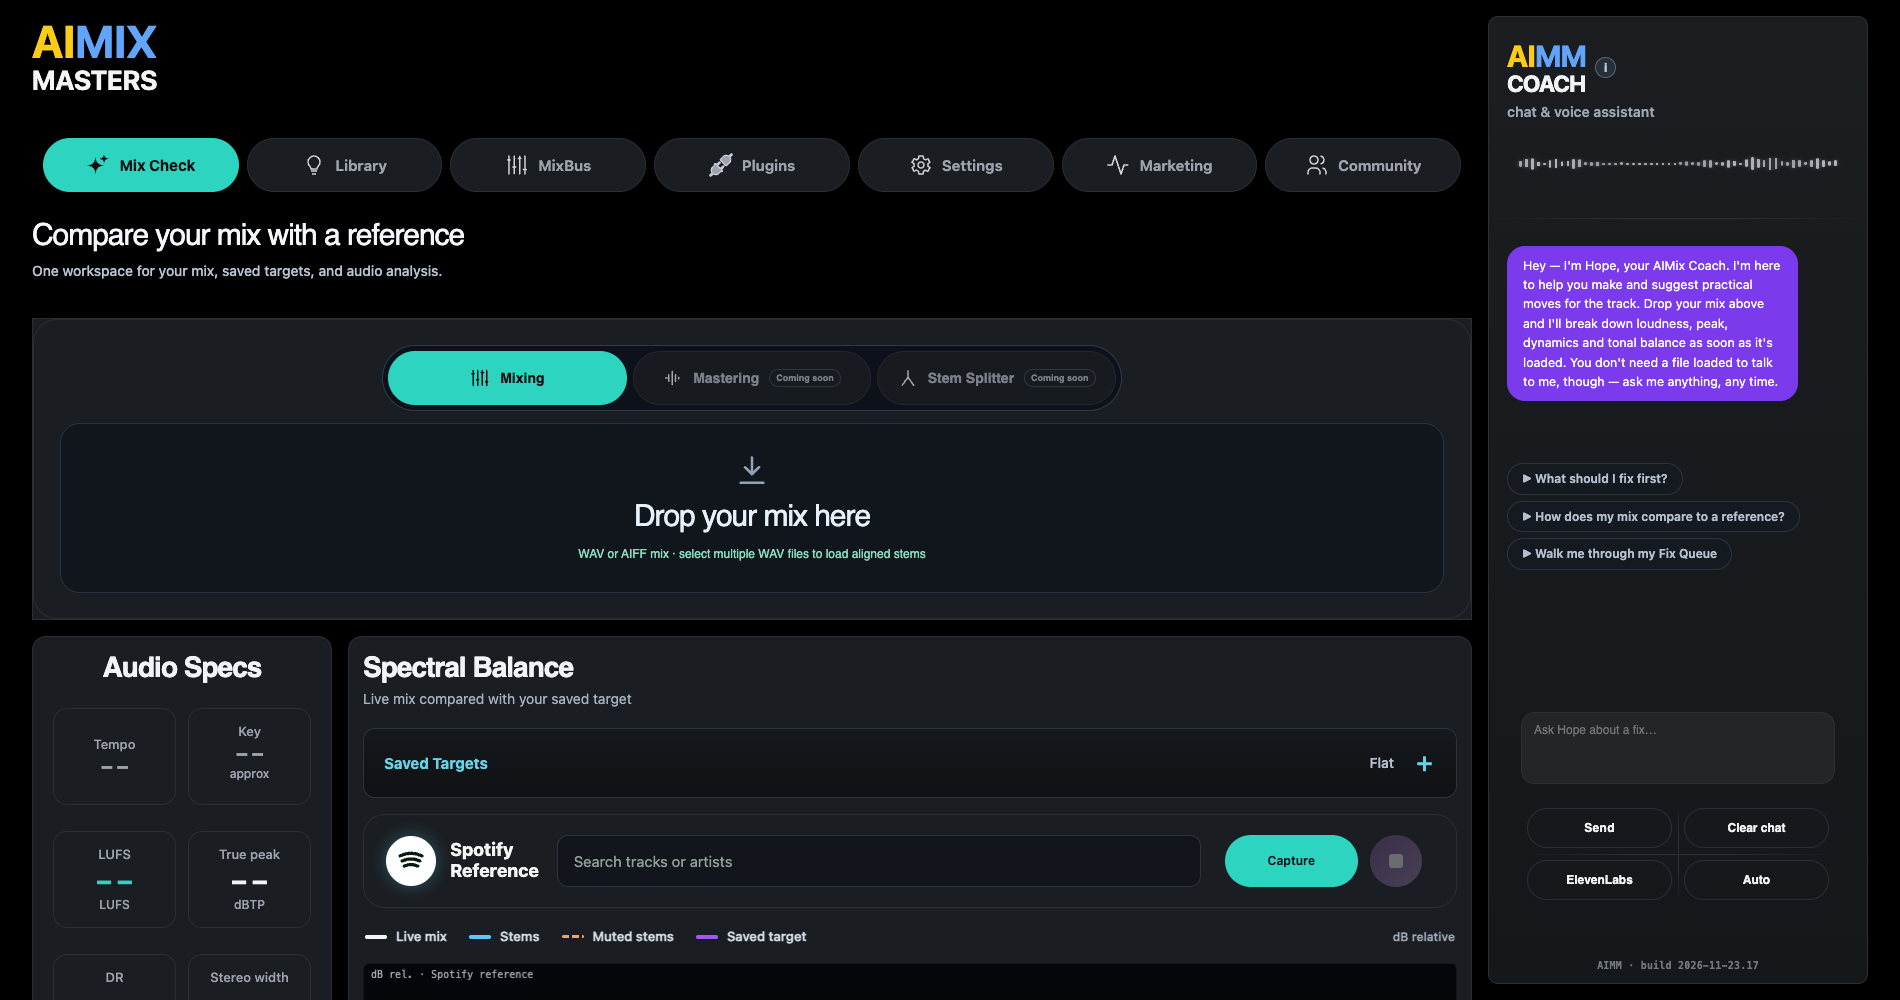 AIMIX
MASTERS
Mix Check
Library
MixBus
Plugins
Settings
Marketing
Community
Compare your mix with a reference
One workspace for your mix, saved targets, and audio analysis.
Mixing
Mastering
Coming soon
Stem Splitter
Coming soon
Drop your mix here
WAV or AIFF mix · select multiple WAV files to load aligned stems
Audio Specs
Tempo
– –
Key
– –
approx
LUFS
– –
LUFS
True peak
– –
dBTP
DR
Stereo width
Spectral Balance
Live mix compared with your saved target
Saved Targets
Flat
+
Spotify
Reference
Search tracks or artists
Capture
Live mix
Stems
Muted stems
Saved target
dB relative
dB rel. · Spotify reference
AIMM
COACH
i
chat & voice assistant
Hey — I'm Hope, your AIMix Coach. I'm here
to help you make and suggest practical
moves for the track. Drop your mix above
and I'll break down loudness, peak,
dynamics and tonal balance as soon as it's
loaded. You don't need a file loaded to talk
to me, though — ask me anything, any time.
▶ What should I fix first?
▶ How does my mix compare to a reference?
▶ Walk me through my Fix Queue
Ask Hope about a fix...
Send
Clear chat
ElevenLabs
Auto
AIMM · build 2026-11-23.17